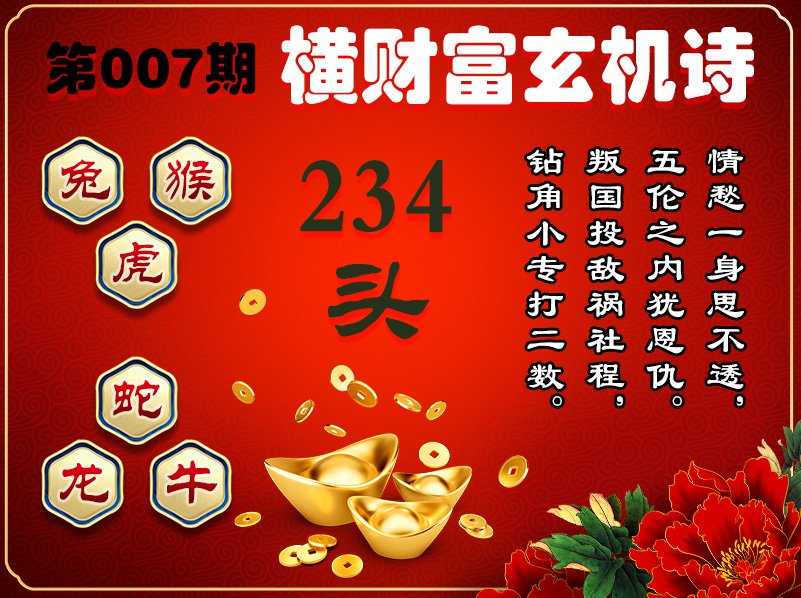 第007期
横财富玄机诗
兔
猴
虎
234
头
蛇
龙
牛
情愁一身思不透，
五伦之内犹恩仇。
叛国投敌祸社程，
钻角小专打二数。